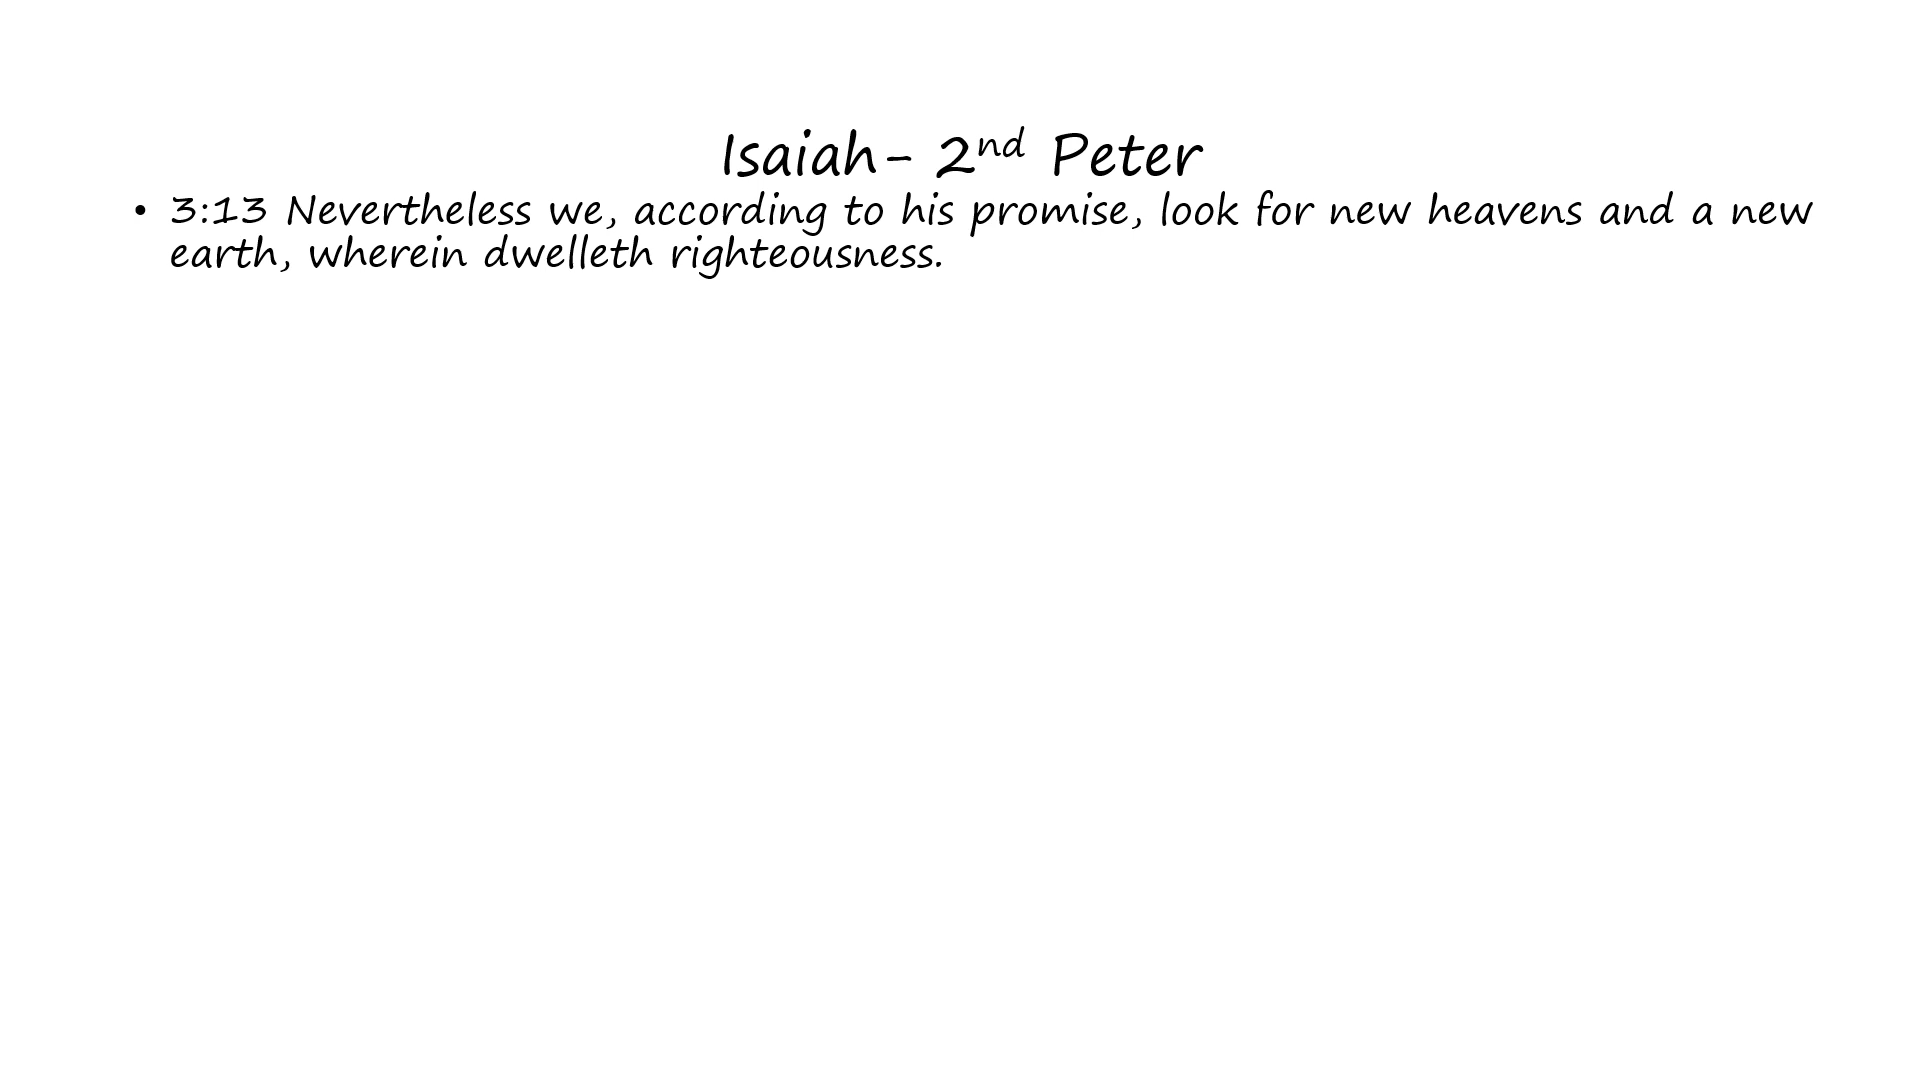 Isaiah- 2nd Peter
• 3:13 Nevertheless we, according to his promise, look for new heavens and a new
earth, wherein dwelleth righteousness.